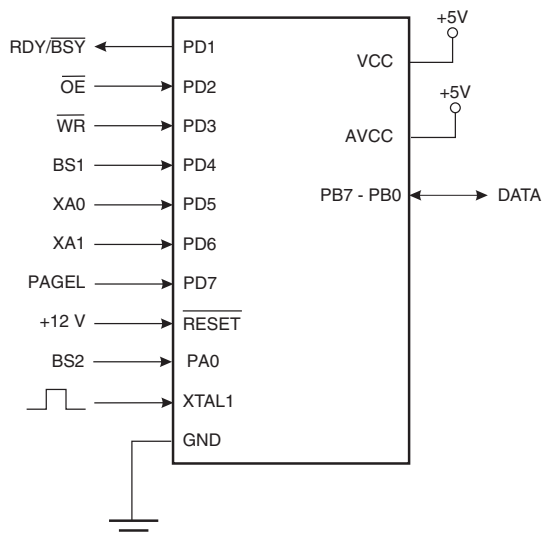 +5V
RDY/BSY PD1
VCC
OE PD2
+5V
WR PD3
AVCC
BS1 PD4
XA0 PD5 PB7 - PB0 DATA
XA1 PD6
PAGEL PD7
+12 V RESET
BS2 PA0
XTAL1
GND